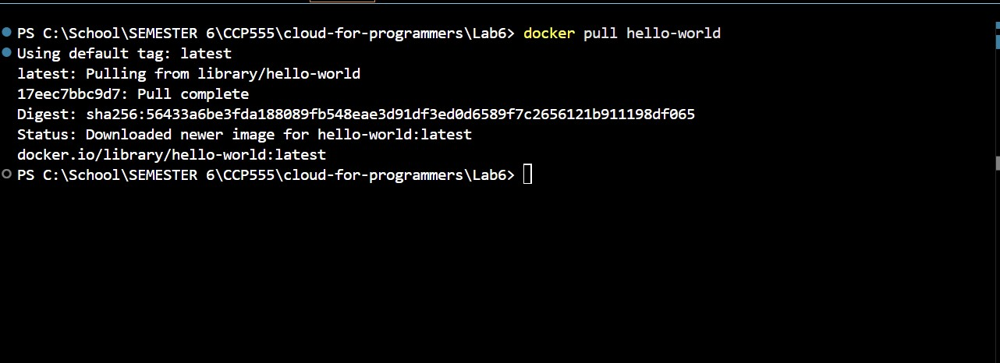 PS C:\School\SEMESTER 6\CCP555\cloud-for-programmers\Lab6> docker pull hello-world
Using default tag: latest
latest: Pulling from library/hello-world
17eec7bbc9d7: Pull complete
Digest: sha256:56433a6be3fda188089fb548eae3d91df3ed0d6589f7c2656121b911198df065
Status: Downloaded newer image for hello-world:latest
docker.io/library/hello-world:latest
PS C:\School\SEMESTER 6\CCP555\cloud-for-programmers\Lab6>